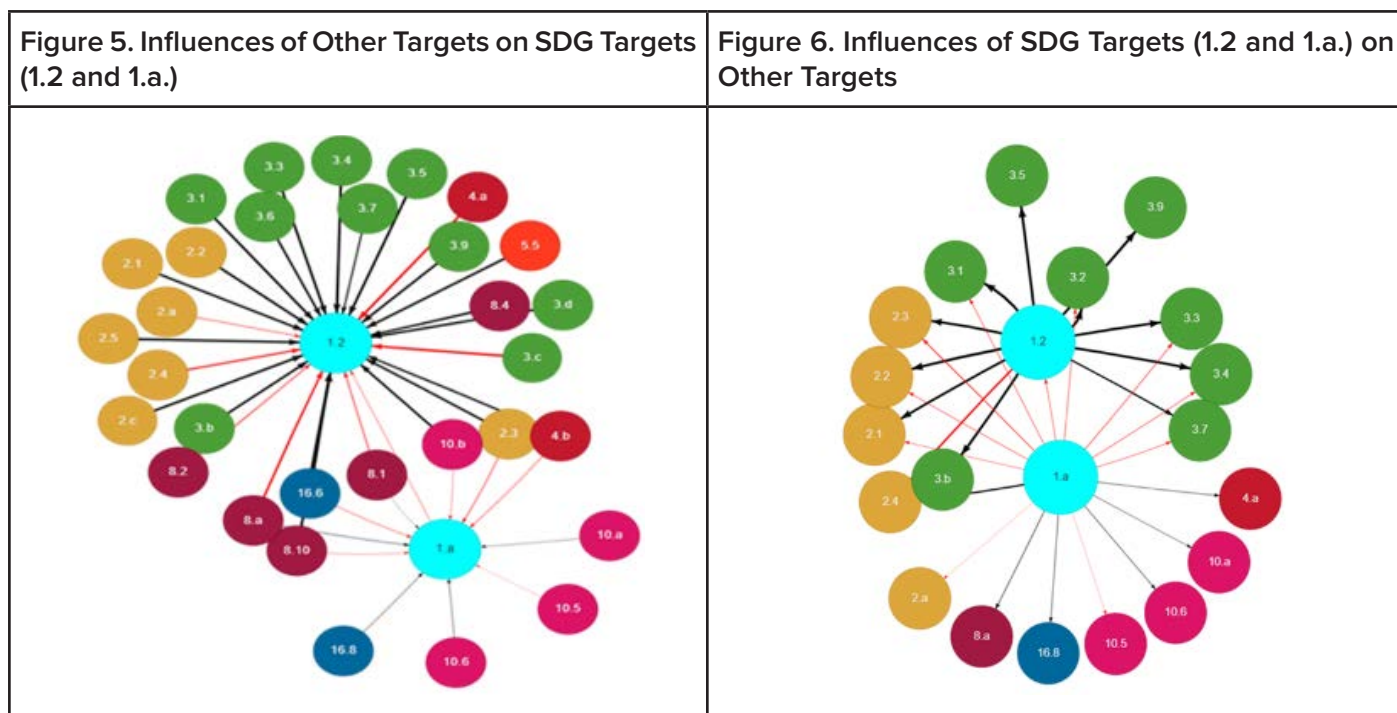 Figure 5. Influences of Other Targets on SDG Targets
(1.2 and 1.a.)
Figure 6. Influences of SDG Targets (1.2 and 1.a.) on
Other Targets
3.4
3.3
3.5
3.1
3.6
3.7
4.a
3.9
5.5
2.2
2.1
2.a
8.4
3.d
2.5
1.2
3.c
2.4
2.c
3.b
10.b
2.3
4.b
8.2
8.1
16.6
8.a
8.10
1.a
10.a
10.5
16.8
10.6
3.5
3.9
3.1
3.2
2.3
3.3
1.2
2.2
3.4
2.1
3.7
3.b
1.a
2.4
4.a
10.a
2.a
10.6
8.a
10.5
16.8